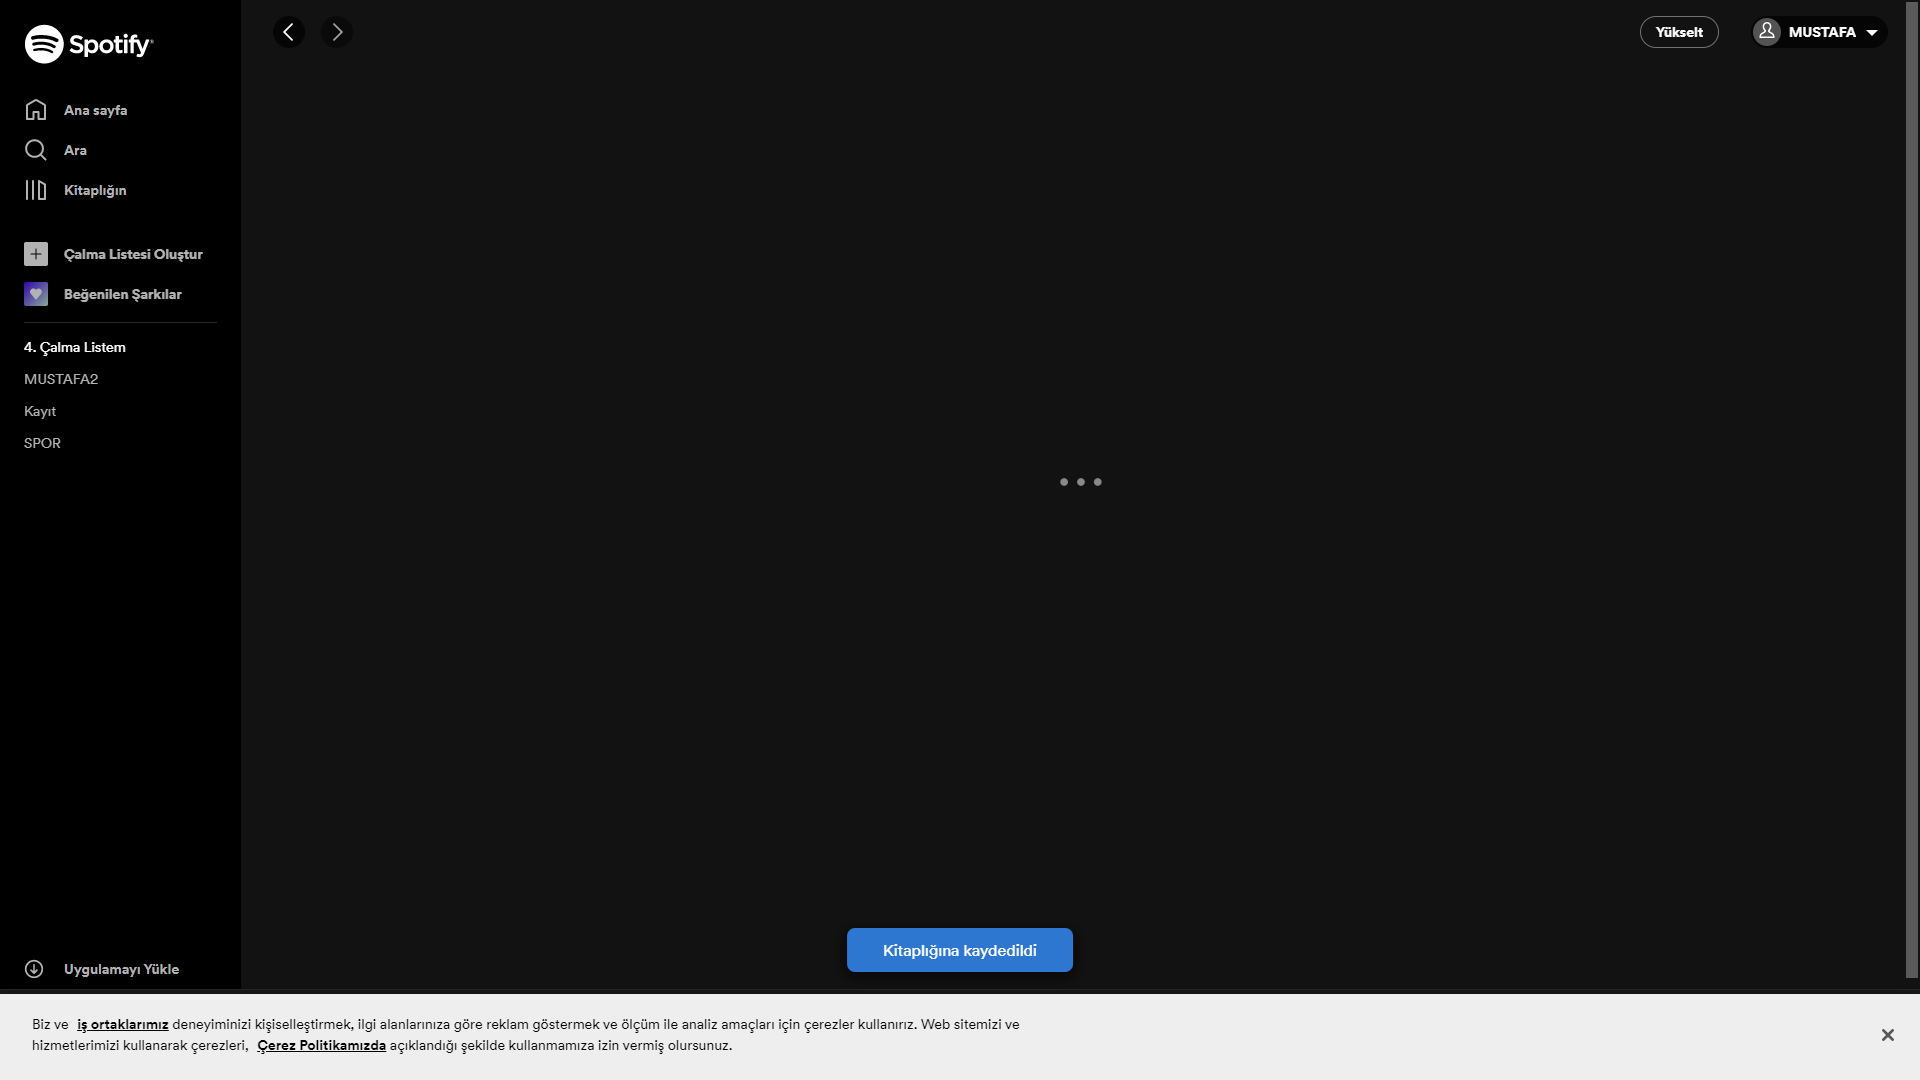 Spotify
Yükselt
MUSTAFA
Ana sayfa
Ara
Kitaplığın
Çalma Listesi Oluştur
Beğenilen Şarkılar
4. Çalma Listem
MUSTAFA2
Kayıt
SPOR
Kitaplığına kaydedildi
Uygulamayı Yükle
Biz ve iş ortaklarımız deneyiminizi kişiselleştirmek, ilgi alanlarınıza göre reklam göstermek ve ölçüm ile analiz amaçları için çerezler kullanırız. Web sitemizi ve
hizmetlerimizi kullanarak çerezleri, Çerez Politikamızda açıklandığı şekilde kullanmamıza izin vermiş olursunuz.